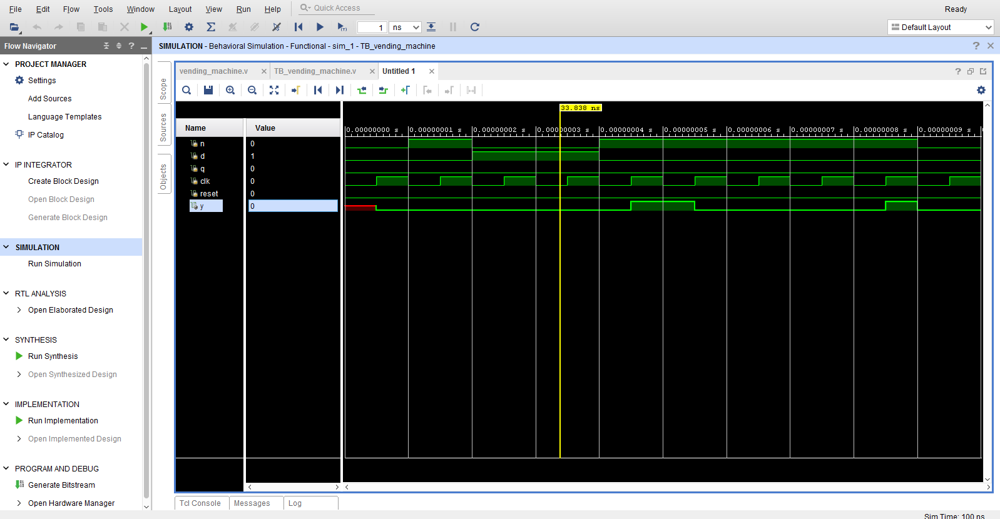 File Edit Flow Tools Window Layout View Run Help Quick Access Ready
1 ns Default Layout
Flow Navigator
SIMULATION - Behavioral Simulation - Functional - sim_1 - TB_vending_machine
PROJECT MANAGER
Settings
Add Sources
Language Templates
IP Catalog
IP INTEGRATOR
Create Block Design
Open Block Design
Generate Block Design
SIMULATION
Run Simulation
RTL ANALYSIS
Open Elaborated Design
SYNTHESIS
Run Synthesis
Open Synthesized Design
IMPLEMENTATION
Run Implementation
Open Implemented Design
PROGRAM AND DEBUG
Generate Bitstream
Open Hardware Manager
Scope
Sources
Objects
vending_machine.v TB_vending_machine.v Untitled 1
33.838 ns
Name Value
0.00000000 s 0.00000001 s 0.00000002 s 0.00000003 s 0.00000004 s 0.00000005 s 0.00000006 s 0.00000007 s 0.00000008 s 0.00000009 s
n 0
d 1
q 0
clk 0
reset 0
y 0
Tcl Console Messages Log
Sim Time: 100 ns